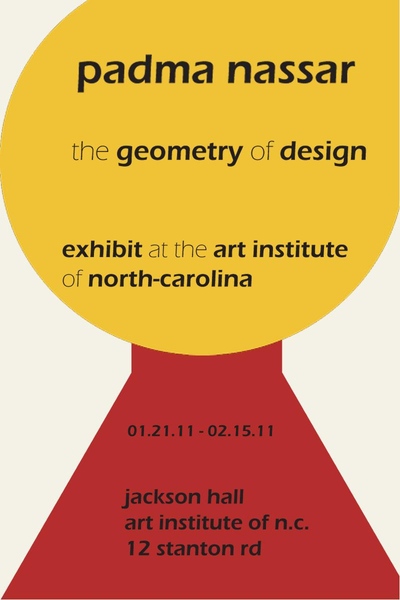 padma nassar
the geometry of design
exhibit at the art institute
of north-carolina
01.21.11 - 02.15.11
jackson hall
art institute of n.c.
12 stanton rd